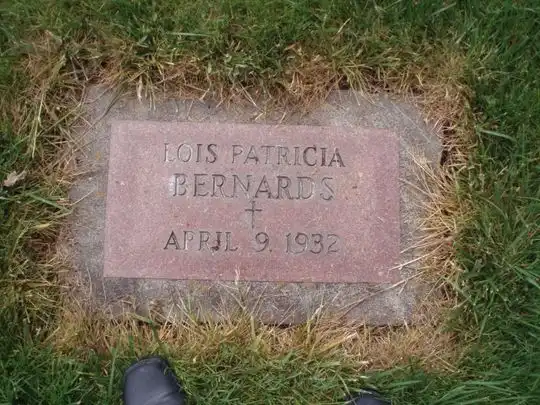 LOIS PATRICIA
BERNARDS
APRIL 9, 1932